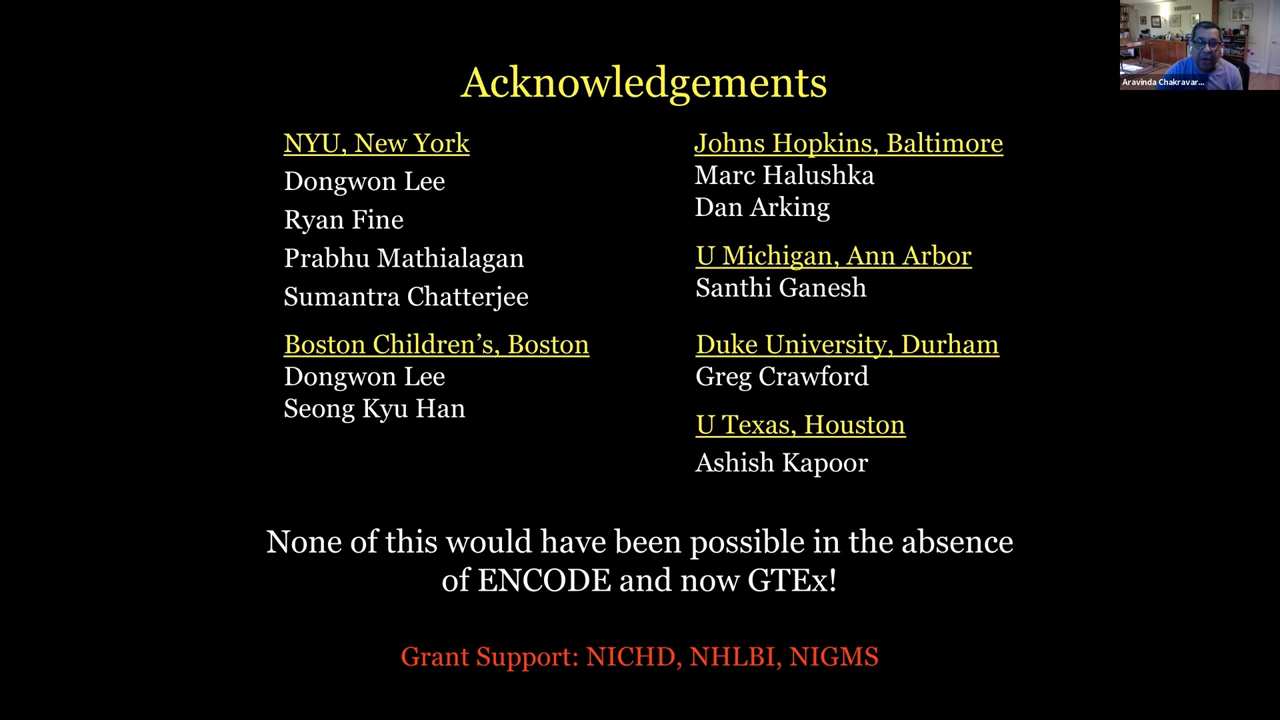 Aravinda Chakravar...
Acknowledgements
NYU, New York
Dongwon Lee
Ryan Fine
Prabhu Mathialagan
Sumantra Chatterjee
Boston Children’s, Boston
Dongwon Lee
Seong Kyu Han
Johns Hopkins, Baltimore
Marc Halushka
Dan Arking
U Michigan, Ann Arbor
Santhi Ganesh
Duke University, Durham
Greg Crawford
U Texas, Houston
Ashish Kapoor
None of this would have been possible in the absence
of ENCODE and now GTEx!
Grant Support: NICHD, NHLBI, NIGMS